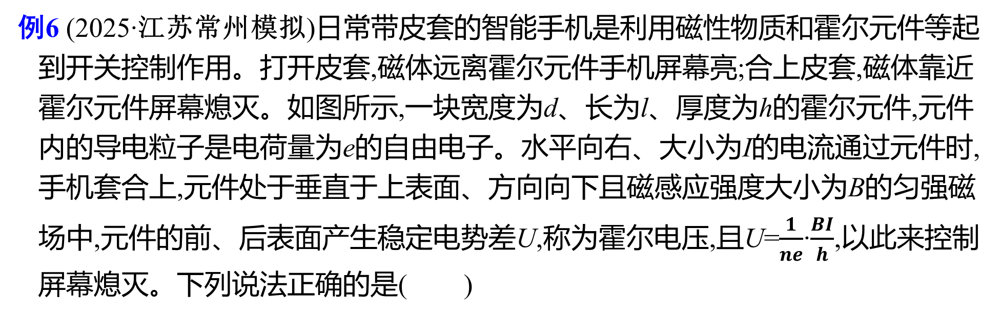 例6 (2025·江苏常州模拟)日常带皮套的智能手机是利用磁性物质和霍尔元件等起
到开关控制作用。打开皮套,磁体远离霍尔元件手机屏幕亮;合上皮套,磁体靠近
霍尔元件屏幕熄灭。如图所示,一块宽度为d、长为l、厚度为h的霍尔元件,元件
内的导电粒子是电荷量为e的自由电子。水平向右、大小为I的电流通过元件时,
手机套合上,元件处于垂直于上表面、方向向下且磁感应强度大小为B的匀强磁
场中,元件的前、后表面产生稳定电势差U,称为霍尔电压,且U=1/ne·BI/h,以此来控制
屏幕熄灭。下列说法正确的是(  )